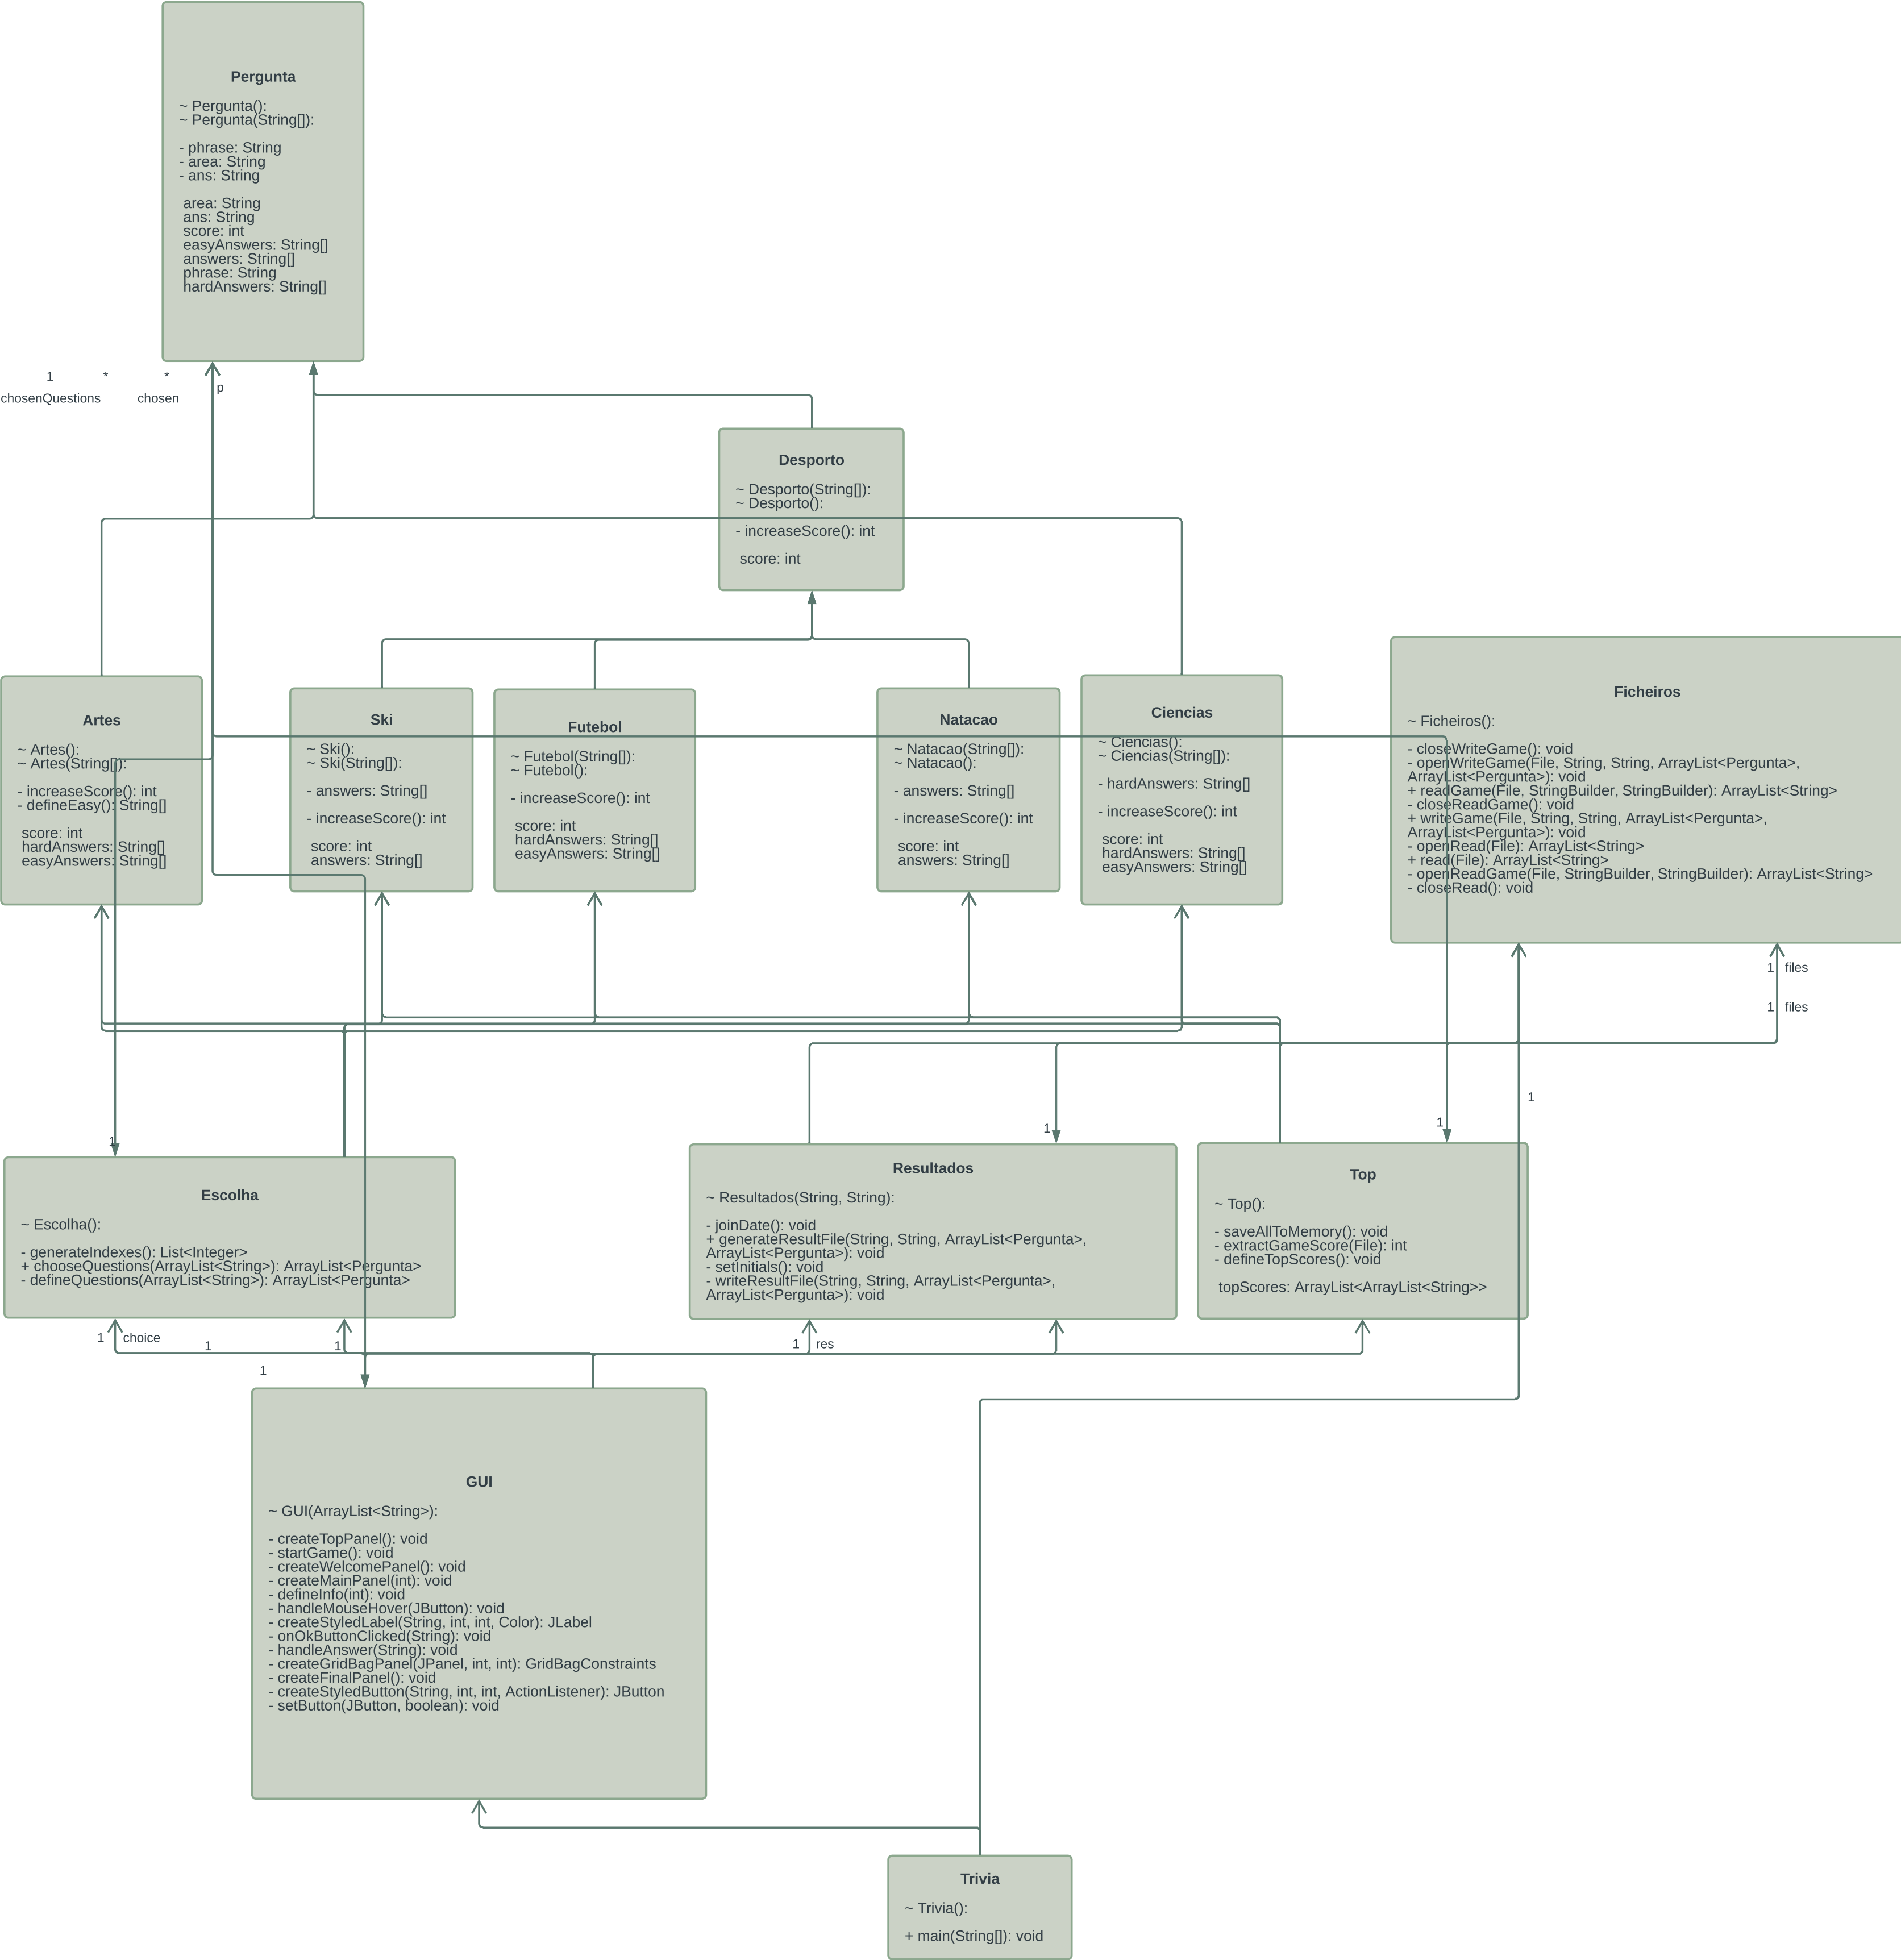 Pergunta
~ Pergunta():
~ Pergunta(String[]):
- phrase: String
- area: String
- ans: String
area: String
ans: String
score: int
easyAnswers: String[]
answers: String[]
phrase: String
hardAnswers: String[]
1 * *
p
chosenQuestions chosen
Desporto
~ Desporto(String[]):
~ Desporto():
- increaseScore(): int
score: int
Artes
~ Artes():
~ Artes(String[]):
- increaseScore(): int
- defineEasy(): String[]
score: int
hardAnswers: String[]
easyAnswers: String[]
Ski
~ Ski():
~ Ski(String[]):
- answers: String[]
- increaseScore(): int
score: int
answers: String[]
Futebol
~ Futebol(String[]):
~ Futebol():
- increaseScore(): int
score: int
hardAnswers: String[]
easyAnswers: String[]
Natacao
~ Natacao(String[]):
~ Natacao():
- answers: String[]
- increaseScore(): int
score: int
answers: String[]
Ciencias
~ Ciencias():
~ Ciencias(String[]):
- hardAnswers: String[]
- increaseScore(): int
score: int
hardAnswers: String[]
easyAnswers: String[]
Ficheiros
~ Ficheiros():
- closeWriteGame(): void
- openWriteGame(File, String, String, ArrayList<Pergunta>,
ArrayList<Pergunta>): void
+ readGame(File, StringBuilder, StringBuilder): ArrayList<String>
- closeReadGame(): void
+ writeGame(File, String, String, ArrayList<Pergunta>,
ArrayList<Pergunta>): void
- openRead(File): ArrayList<String>
+ read(File): ArrayList<String>
- openReadGame(File, StringBuilder, StringBuilder): ArrayList<String>
- closeRead(): void
1 files
1 files
1
1
1
1
Escolha
~ Escolha():
- generateIndexes(): List<Integer>
+ chooseQuestions(ArrayList<String>): ArrayList<Pergunta>
- defineQuestions(ArrayList<String>): ArrayList<Pergunta>
Resultados
~ Resultados(String, String):
- joinDate(): void
+ generateResultFile(String, String, ArrayList<Pergunta>,
ArrayList<Pergunta>): void
- setInitials(): void
- writeResultFile(String, String, ArrayList<Pergunta>,
ArrayList<Pergunta>): void
Top
~ Top():
- saveAllToMemory(): void
- extractGameScore(File): int
- defineTopScores(): void
topScores: ArrayList<ArrayList<String>>
1 choice
1
1
1 res
1
GUI
~ GUI(ArrayList<String>):
- createTopPanel(): void
- startGame(): void
- createWelcomePanel(): void
- createMainPanel(int): void
- defineInfo(int): void
- handleMouseHover(JButton): void
- createStyledLabel(String, int, int, Color): JLabel
- onOkButtonClicked(String): void
- handleAnswer(String): void
- createGridBagPanel(JPanel, int, int): GridBagConstraints
- createFinalPanel(): void
- createStyledButton(String, int, int, ActionListener): JButton
- setButton(JButton, boolean): void
Trivia
~ Trivia():
+ main(String[]): void